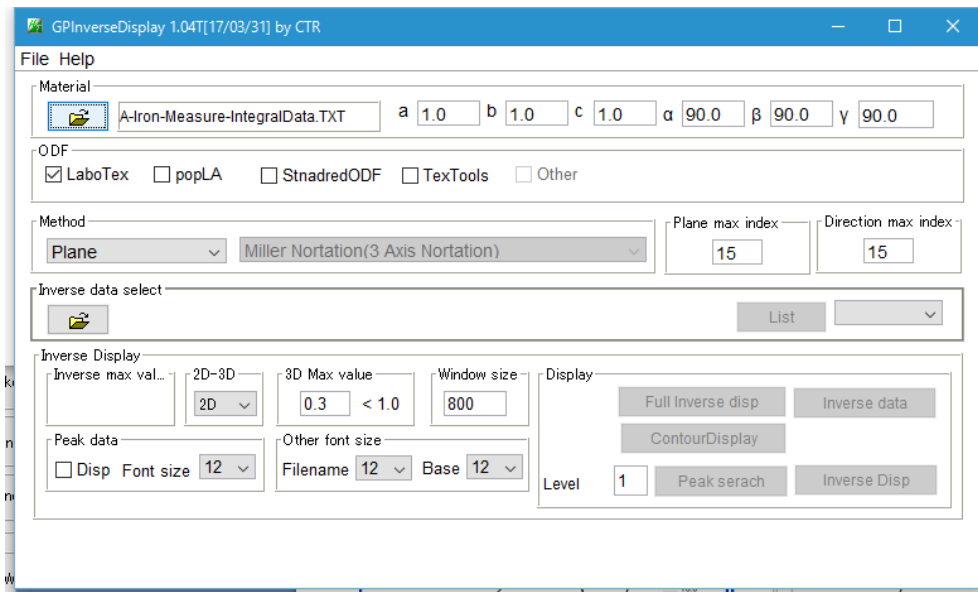 GPInverseDisplay 1.04T[17/03/31] by CTR
File Help
Material
A-Iron-Measure-IntegralData.TXT a 1.0 b 1.0 c 1.0 α 90.0 β 90.0 γ 90.0
ODF
LaboTex popLA StnadredODF TexTools Other
Method Plane max index Direction max index
Plane Miller Nortation(3 Axis Nortation) 15 15
Inverse data select
List
Inverse Display
Inverse max val... 2D-3D 3D Max value Window size Display
2D 0.3 < 1.0 800 Full Inverse disp Inverse data
Peak data Other font size ContourDisplay
Disp Font size 12 Filename 12 Base 12
Level 1 Peak serach Inverse Disp